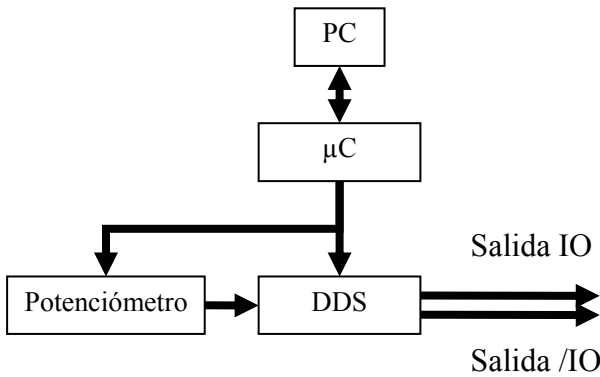 PC
µC
Salida IO
Potenciómetro
DDS
Salida /IO